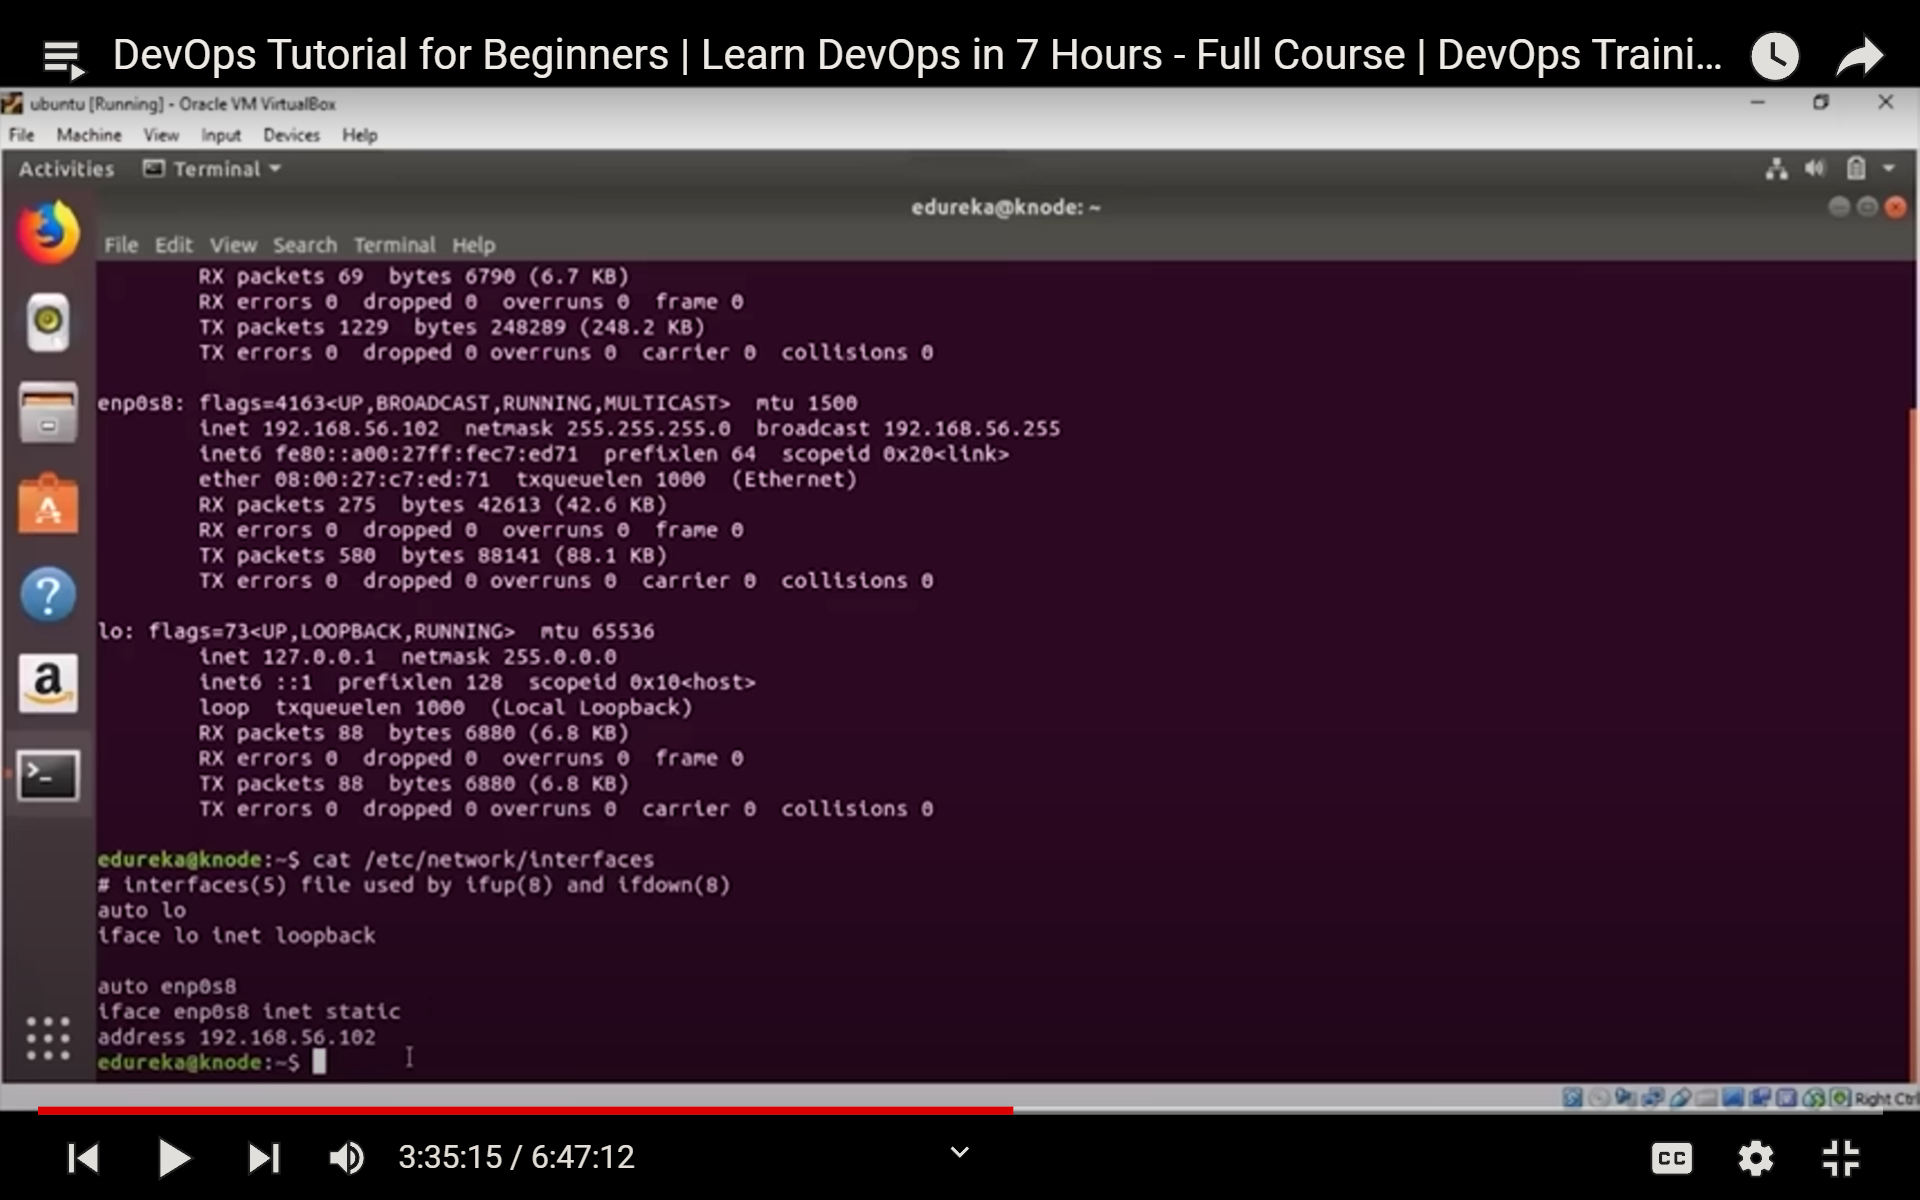 DevOps Tutorial for Beginners | Learn DevOps in 7 Hours - Full Course | DevOps Traini...
ubuntu [Running] - Oracle VM VirtualBox
File Machine View Input Devices Help
Activities Terminal
edureka@knode: ~
File Edit View Search Terminal Help
RX packets 69 bytes 6790 (6.7 KB)
RX errors 0 dropped 0 overruns 0 frame 0
TX packets 1229 bytes 248289 (248.2 KB)
TX errors 0 dropped 0 overruns 0 carrier 0 collisions 0
enp0s8: flags=4163<UP,BROADCAST,RUNNING,MULTICAST> mtu 1500
inet 192.168.56.102 netmask 255.255.255.0 broadcast 192.168.56.255
inet6 fe80::a00:27ff:fec7:ed71 prefixlen 64 scopeid 0x20<link>
ether 08:00:27:c7:ed:71 txqueuelen 1000 (Ethernet)
RX packets 275 bytes 42613 (42.6 KB)
RX errors 0 dropped 0 overruns 0 frame 0
TX packets 580 bytes 88141 (88.1 KB)
TX errors 0 dropped 0 overruns 0 carrier 0 collisions 0
lo: flags=73<UP,LOOPBACK,RUNNING> mtu 65536
inet 127.0.0.1 netmask 255.0.0.0
inet6 ::1 prefixlen 128 scopeid 0x10<host>
loop txqueuelen 1000 (Local Loopback)
RX packets 88 bytes 6880 (6.8 KB)
RX errors 0 dropped 0 overruns 0 frame 0
TX packets 88 bytes 6880 (6.8 KB)
TX errors 0 dropped 0 overruns 0 carrier 0 collisions 0
edureka@knode:~$ cat /etc/network/interfaces
# interfaces(5) file used by ifup(8) and ifdown(8)
auto lo
iface lo inet loopback
auto enp0s8
iface enp0s8 inet static
address 192.168.56.102
edureka@knode:~$
Right Ctrl
3:35:15 / 6:47:12
CC